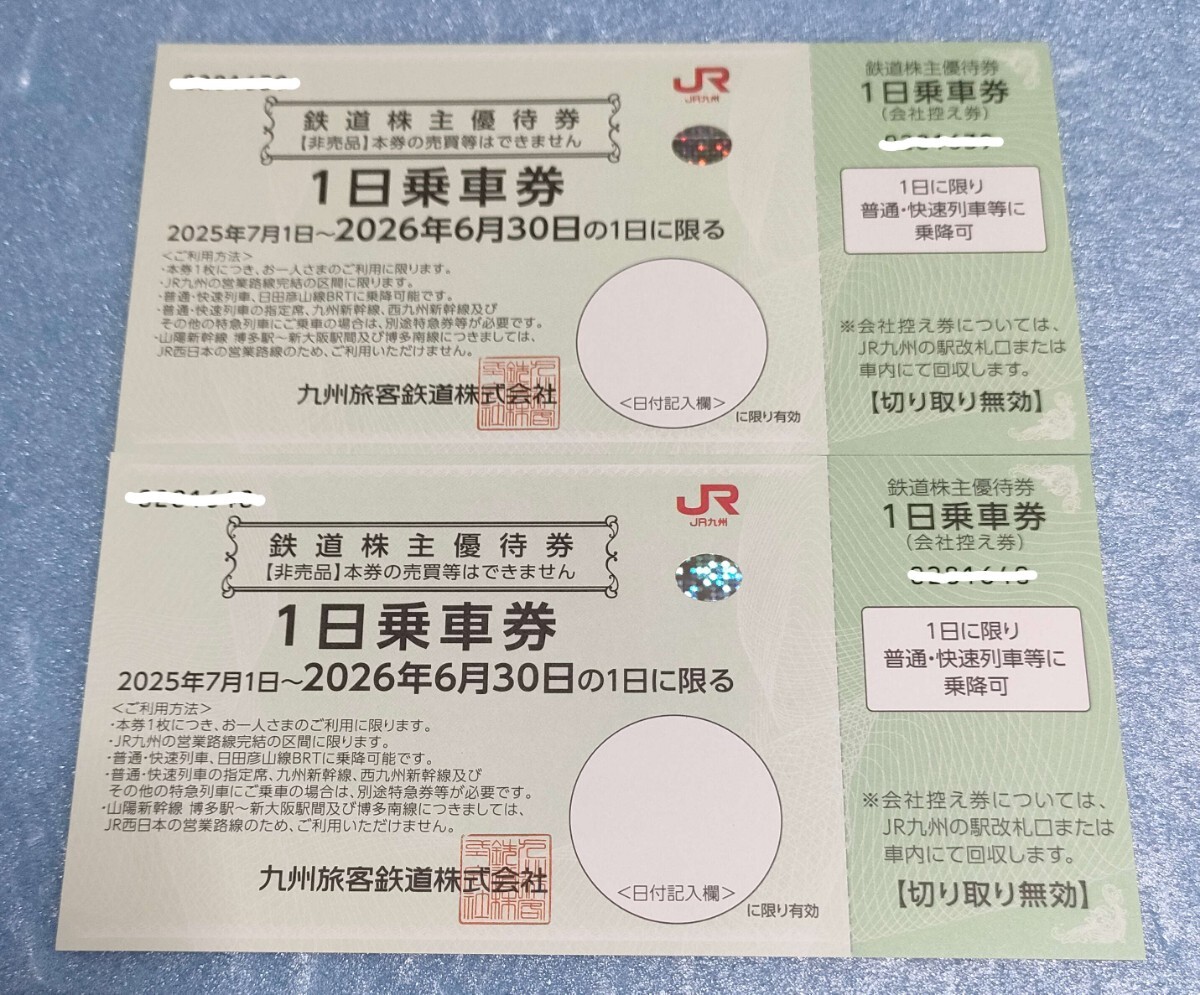 鉄道株主優待券
【非売品】本券の売買等はできません
1日乗車券
2025年7月1日～2026年6月30日の1日に限る
＜ご利用方法＞
・本券1枚につき、お一人さまのご利用に限ります。
・JR九州の営業路線完結の区間に限ります。
・普通・快速列車、日田彦山線BRTに乗降可能です。
・普通・快速列車の指定席、九州新幹線、西九州新幹線及び
その他の特急列車にご乗車の場合は、別途特急券等が必要です。
・山陽新幹線 博多駅～新大阪駅間及び博多南線につきましては、
JR西日本の営業路線のため、ご利用いただけません。
九州旅客鉄道株式会社
JR
JR九州
＜日付記入欄＞
に限り有効
鉄道株主優待券
1日乗車券
（会社控え券）
1日に限り
普通・快速列車等に
乗降可
※会社控え券については、
JR九州の駅改札口または
車内にて回収します。
【切り取り無効】
鉄道株主優待券
【非売品】本券の売買等はできません
1日乗車券
2025年7月1日～2026年6月30日の1日に限る
＜ご利用方法＞
・本券1枚につき、お一人さまのご利用に限ります。
・JR九州の営業路線完結の区間に限ります。
・普通・快速列車、日田彦山線BRTに乗降可能です。
・普通・快速列車の指定席、九州新幹線、西九州新幹線及び
その他の特急列車にご乗車の場合は、別途特急券等が必要です。
・山陽新幹線 博多駅～新大阪駅間及び博多南線につきましては、
JR西日本の営業路線のため、ご利用いただけません。
九州旅客鉄道株式会社
JR
JR九州
＜日付記入欄＞
に限り有効
鉄道株主優待券
1日乗車券
（会社控え券）
1日に限り
普通・快速列車等に
乗降可
※会社控え券については、
JR九州の駅改札口または
車内にて回収します。
【切り取り無効】